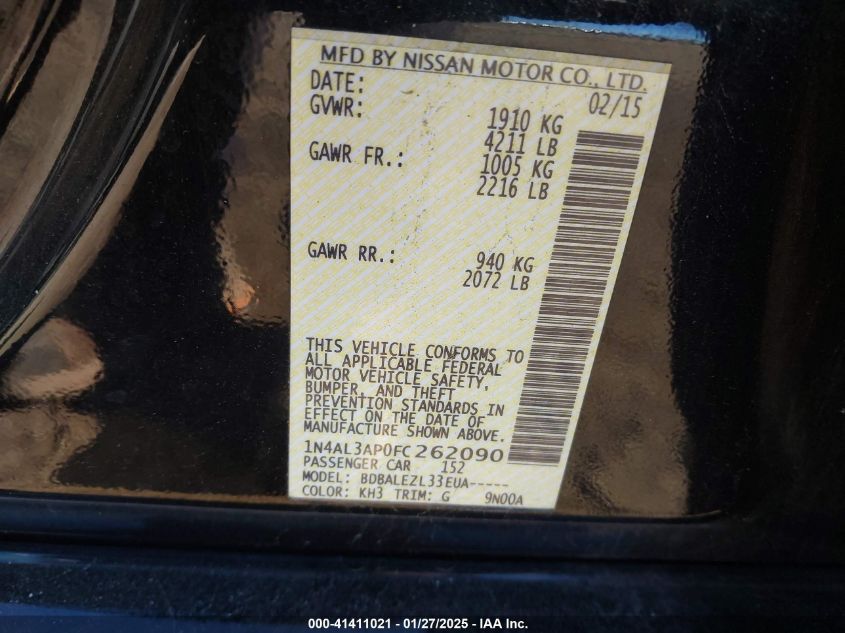 MFD BY NISSAN MOTOR CO., LTD.
DATE: 02/15
GVWR: 1910 KG
4211 LB
GAWR FR.: 1005 KG
2216 LB
GAWR RR.: 940 KG
2072 LB
THIS VEHICLE CONFORMS TO
ALL APPLICABLE FEDERAL
MOTOR VEHICLE SAFETY,
BUMPER, AND THEFT
PREVENTION STANDARDS IN
EFFECT ON THE DATE OF
MANUFACTURE SHOWN ABOVE.
1N4AL3AP0FC262090
PASSENGER CAR 152
MODEL: BDBALEZL33EUA-----
COLOR: KH3 TRIM: G 9N00A
000-41411021 - 01/27/2025 - IAA Inc.